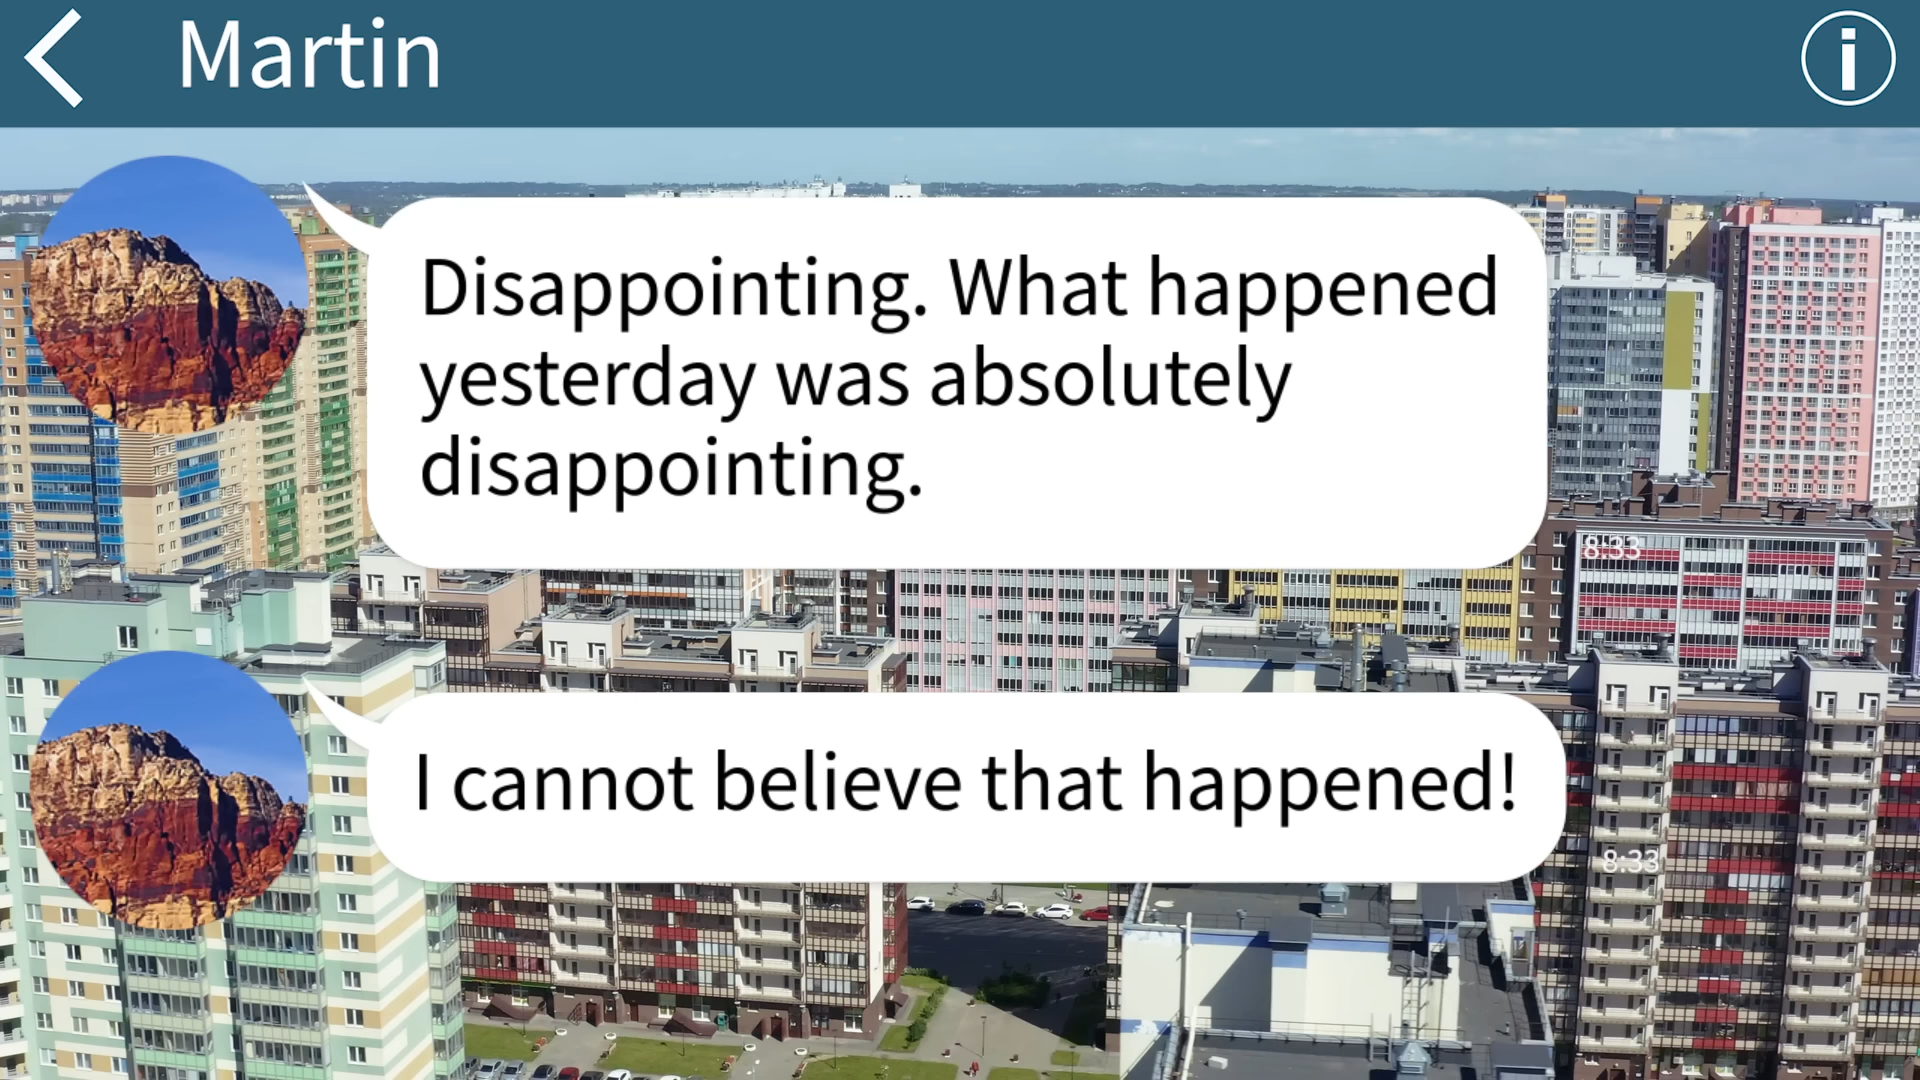 Martin
Disappointing. What happened
yesterday was absolutely
disappointing.
8:33
I cannot believe that happened!
8:33